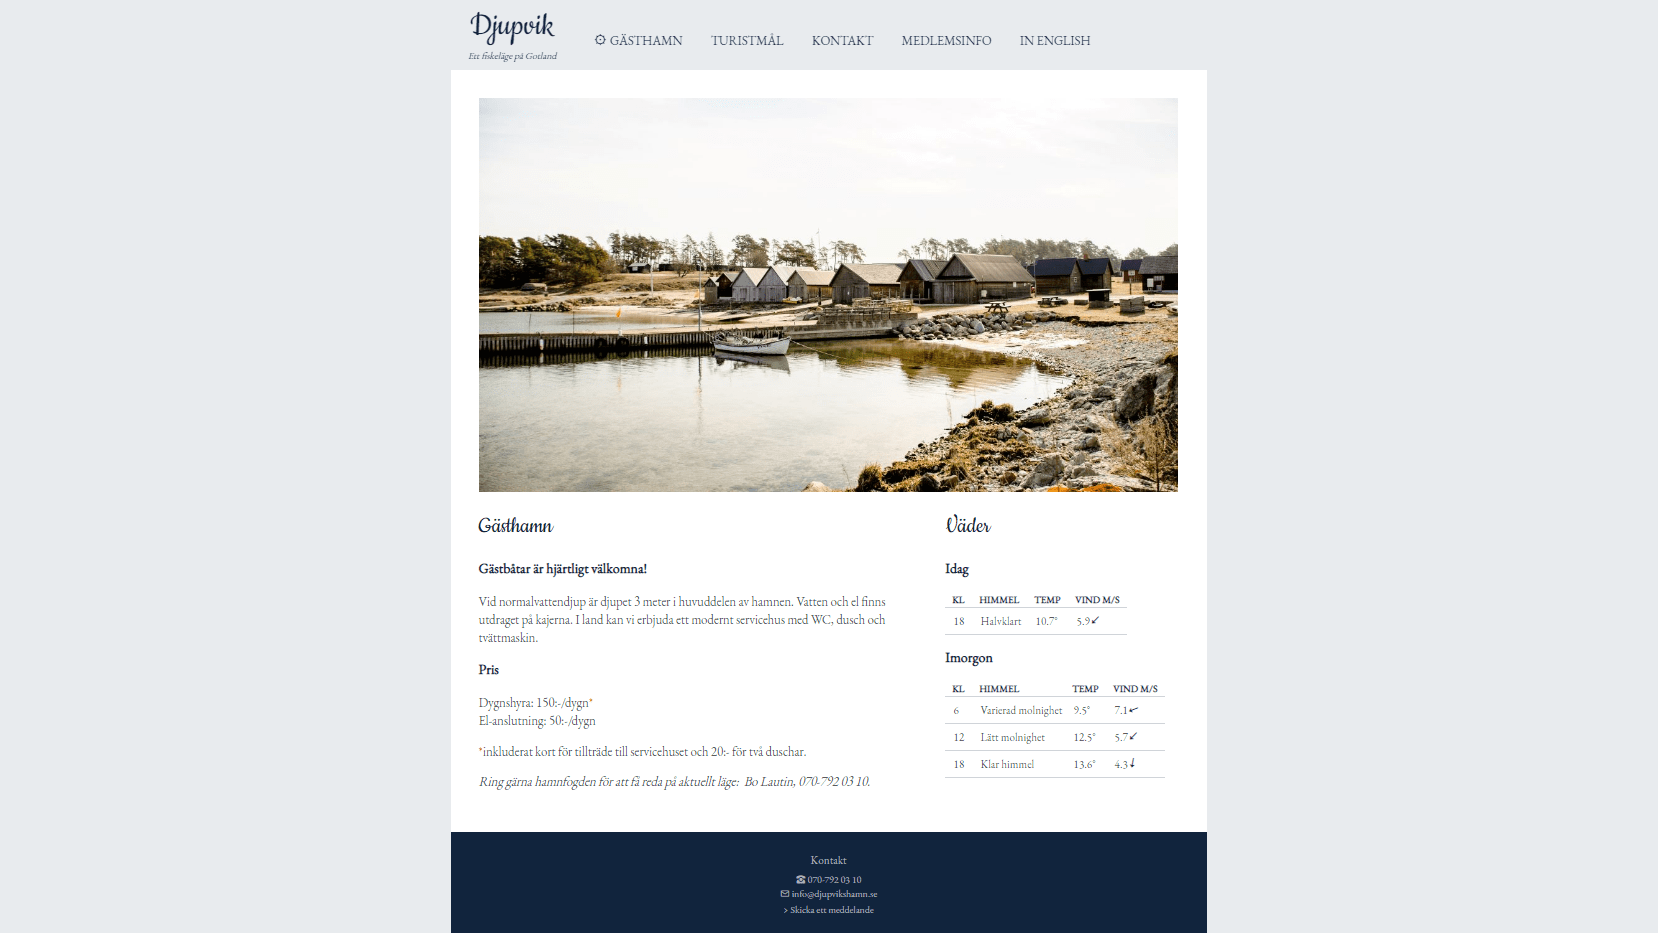 Djupvik
Ett fiskeläge på Gotland
GÄSTHAMN TURISTMÅL KONTAKT MEDLEMSINFO IN ENGLISH
Gästhamn
Gästbåtar är hjärtligt välkomna!
Vid normalvattendjup är djupet 3 meter i huvuddelen av hamnen. Vatten och el finns
utdraget på kajerna. I land kan vi erbjuda ett modernt servicehus med WC, dusch och
tvättmaskin.
Pris
Dygnshyra: 150:-/dygn*
El-anslutning: 50:-/dygn
*inkluderat kort för tillträde till servicehuset och 20:- för två duschar.
Ring gärna hamnfogden för att få reda på aktuellt läge: Bo Lautin, 070-792 03 10.
Väder
Idag
KL HIMMEL TEMP VIND M/S
18 Halvklart 10.7° 5.9
Imorgon
KL HIMMEL TEMP VIND M/S
6 Varierad molnighet 9.5° 7.1
12 Lätt molnighet 12.5° 5.7
18 Klar himmel 13.6° 4.3
Kontakt
070-792 03 10
info@djupvikshamn.se
> Skicka ett meddelande